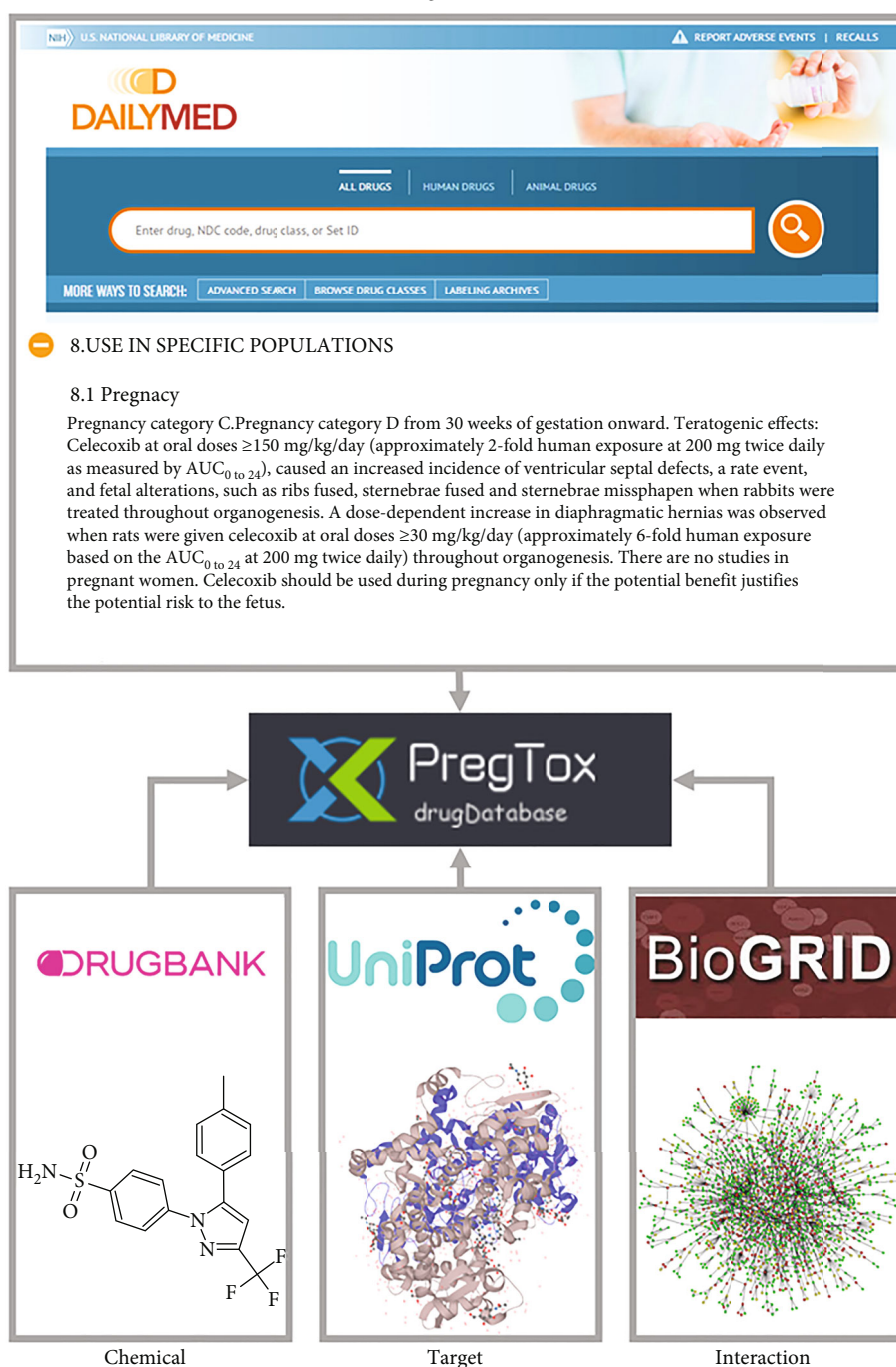 NIH U.S. NATIONAL LIBRARY OF MEDICINE REPORT ADVERSE EVENTS | RECALLS
DAILYMED
ALL DRUGS HUMAN DRUGS ANIMAL DRUGS
Enter drug, NDC code, drug class, or Set ID
MORE WAYS TO SEARCH: ADVANCED SEARCH BROWSE DRUG CLASSES LABELING ARCHIVES
8.USE IN SPECIFIC POPULATIONS
8.1 Pregnacy
Pregnancy category C.Pregnancy category D from 30 weeks of gestation onward. Teratogenic effects:
Celecoxib at oral doses ≥150 mg/kg/day (approximately 2-fold human exposure at 200 mg twice daily
as measured by AUC0 to 24), caused an increased incidence of ventricular septal defects, a rate event,
and fetal alterations, such as ribs fused, sternebrae fused and sternebrae missphapen when rabbits were
treated throughout organogenesis. A dose-dependent increase in diaphragmatic hernias was observed
when rats were given celecoxib at oral doses ≥30 mg/kg/day (approximately 6-fold human exposure
based on the AUC0 to 24 at 200 mg twice daily) throughout organogenesis. There are no studies in
pregnant women. Celecoxib should be used during pregnancy only if the potential benefit justifies
the potential risk to the fetus.
PregTox
drugDatabase
DRUGBANK
UniProt
BioGRID
O
H2N
S
O
N
N
F
F
F
Chemical
Target
Interaction